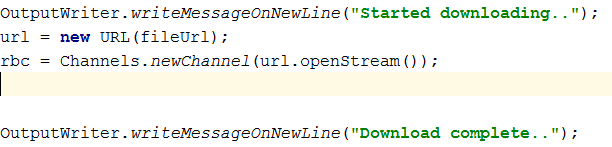 OutputWriter.writeMessageOnNewLine("Started downloading..");
url = new URL(fileUrl);
rbc = Channels.newChannel(url.openStream());
OutputWriter.writeMessageOnNewLine("Download complete..");